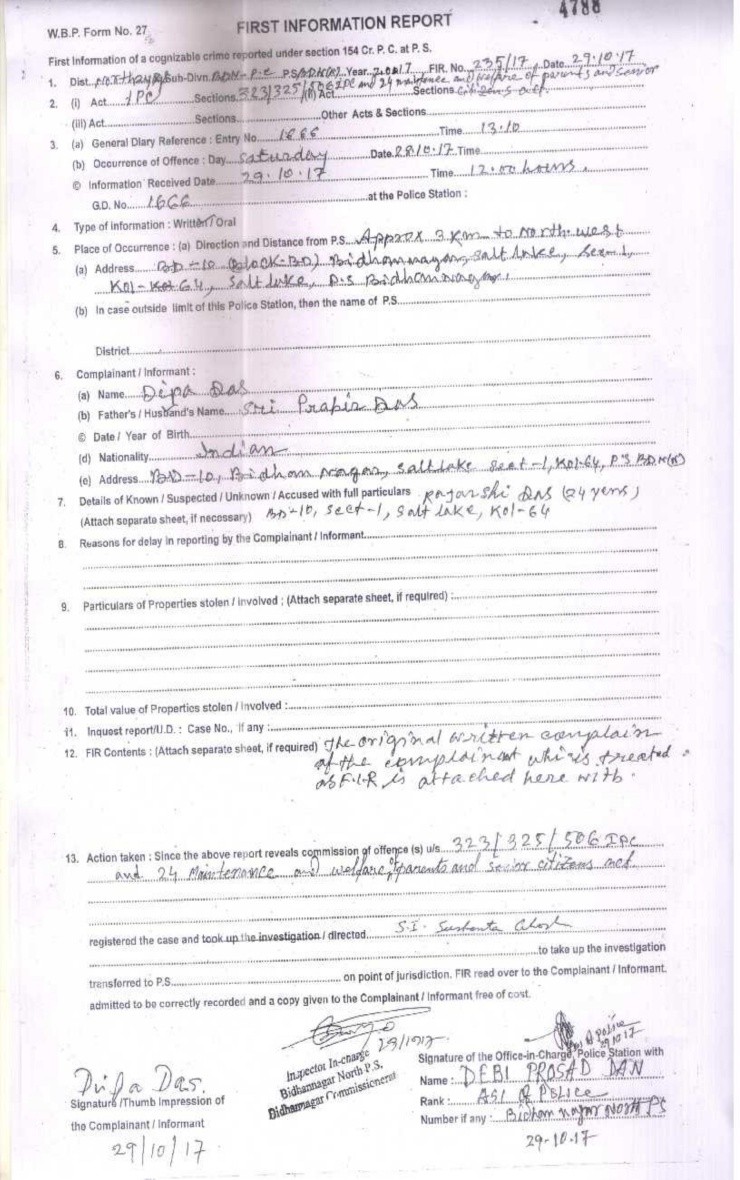 4788
W.B.P. Form No. 27
FIRST INFORMATION REPORT
First Information of a cognizable crime reported under section 154 Cr. P. C. at P. S.
1. Dist. Sub-Divn. BDN P.C P.S BDN(N) Year 2017 FIR. No. 235/17 Date 29.10.17
2. (i) Act IPC Sections 323/325/506 IPC and 24 maintenance and welfare of parents and senior (ii) Act Sections citizens act.
(iii) Act Sections Other Acts & Sections
3. (a) General Diary Reference : Entry No. 1666 Time 13.10
(b) Occurrence of Offence : Day Saturday Date 28.10.17 Time
© Information Received Date 29.10.17 Time 12.00 hours.
G.D. No. 1666 at the Police Station :
4. Type of information : Written / Oral
5. Place of Occurrence : (a) Direction and Distance from P.S. Approx 3 Km to North-west
(a) Address BD-10 (Block-BD) Bidhannagar, Salt Lake, Sect-1,
Kol-64, Salt Lake, P.S Bidhannagar,
(b) In case outside limit of this Police Station, then the name of P.S.
District
6. Complainant / Informant :
(a) Name Dipa Das
(b) Father's / Husband's Name Sri Prabir Das
© Date / Year of Birth
(d) Nationality Indian
(e) Address BD-10, Bidhan nagar, Salt Lake Sect-1, Kol-64, P.S BDN(N)
7. Details of Known / Suspected / Unknown / Accused with full particulars Rajarshi Das (24 years)
(Attach separate sheet, if necessary) BD-10, Sect-1, Salt Lake, Kol-64
8. Reasons for delay in reporting by the Complainant / Informant
9. Particulars of Properties stolen / involved ; (Attach separate sheet, if required) :
10. Total value of Properties stolen / involved :
11. Inquest report/U.D. : Case No., if any :
12. FIR Contents : (Attach separate sheet, if required) The original written complain
of the complainant whic is treated
as F.I.R is attached here with.
13. Action taken : Since the above report reveals commission of offence (s) u/s 323/325/506 IPC
and 24 Maintenance and welfare of parents and senior citizens act
registered the case and took up the investigation / directed S.I. Sushanta Ghosh
to take up the investigation
transferred to P.S. on point of jurisdiction. FIR read over to the Complainant / Informant.
admitted to be correctly recorded and a copy given to the Complainant / Informant free of cost.
29/10/17
Inspector In-charge
Bidhannagar North P.S.
Bidhannagar Commissionerate
ASI of Police
29.10.17
Signature of the Office-in-Charge, Police Station with
Name : DEBI PROSAD DAN
Rank : ASI of Police
Number if any : Bidhan nagar North PS
29-10-17
Dipa Das.
Signature /Thumb Impression of
the Complainant / Informant
29/10/17